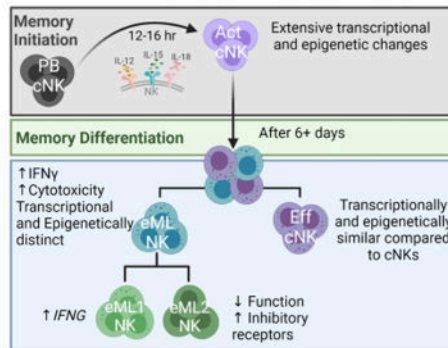 Memory
Initiation
12-16 hr
Extensive transcriptional
and epigenetic changes
PB
cNK
IL-12
IL-15
IL-18
NK
Act
cNK
Memory Differentiation
After 6+ days
↑IFNγ
↑Cytotoxicity
Transcriptional
and Epigenetically
distinct
eML
NK
Eff
cNK
Transcriptionally
and epigenetically
similar compared
to cNKs
↑ IFNG
eML1
NK
eML2
NK
↓ Function
↑ Inhibitory
receptors